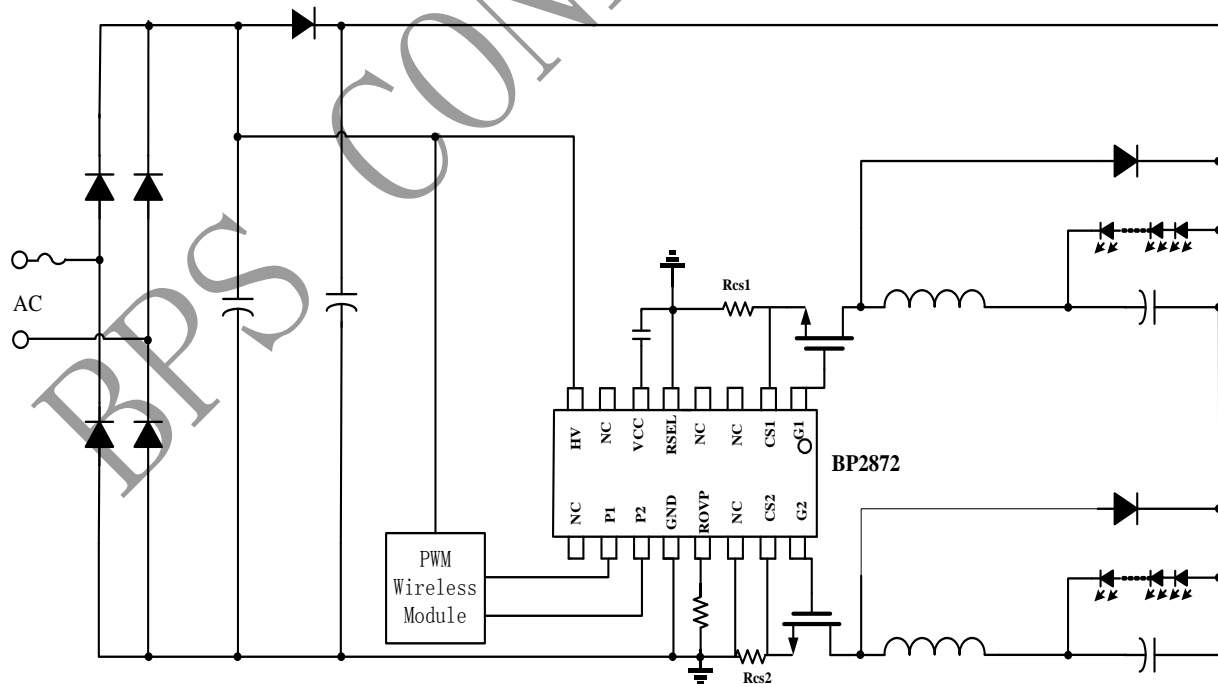 BPS CON
AC
Rcs1
HV
NC
VCC
RSEL
NC
NC
CS1
G1
BP2872
NC
P1
P2
GND
ROVP
NC
CS2
G2
PWM
Wireless
Module
Rcs2